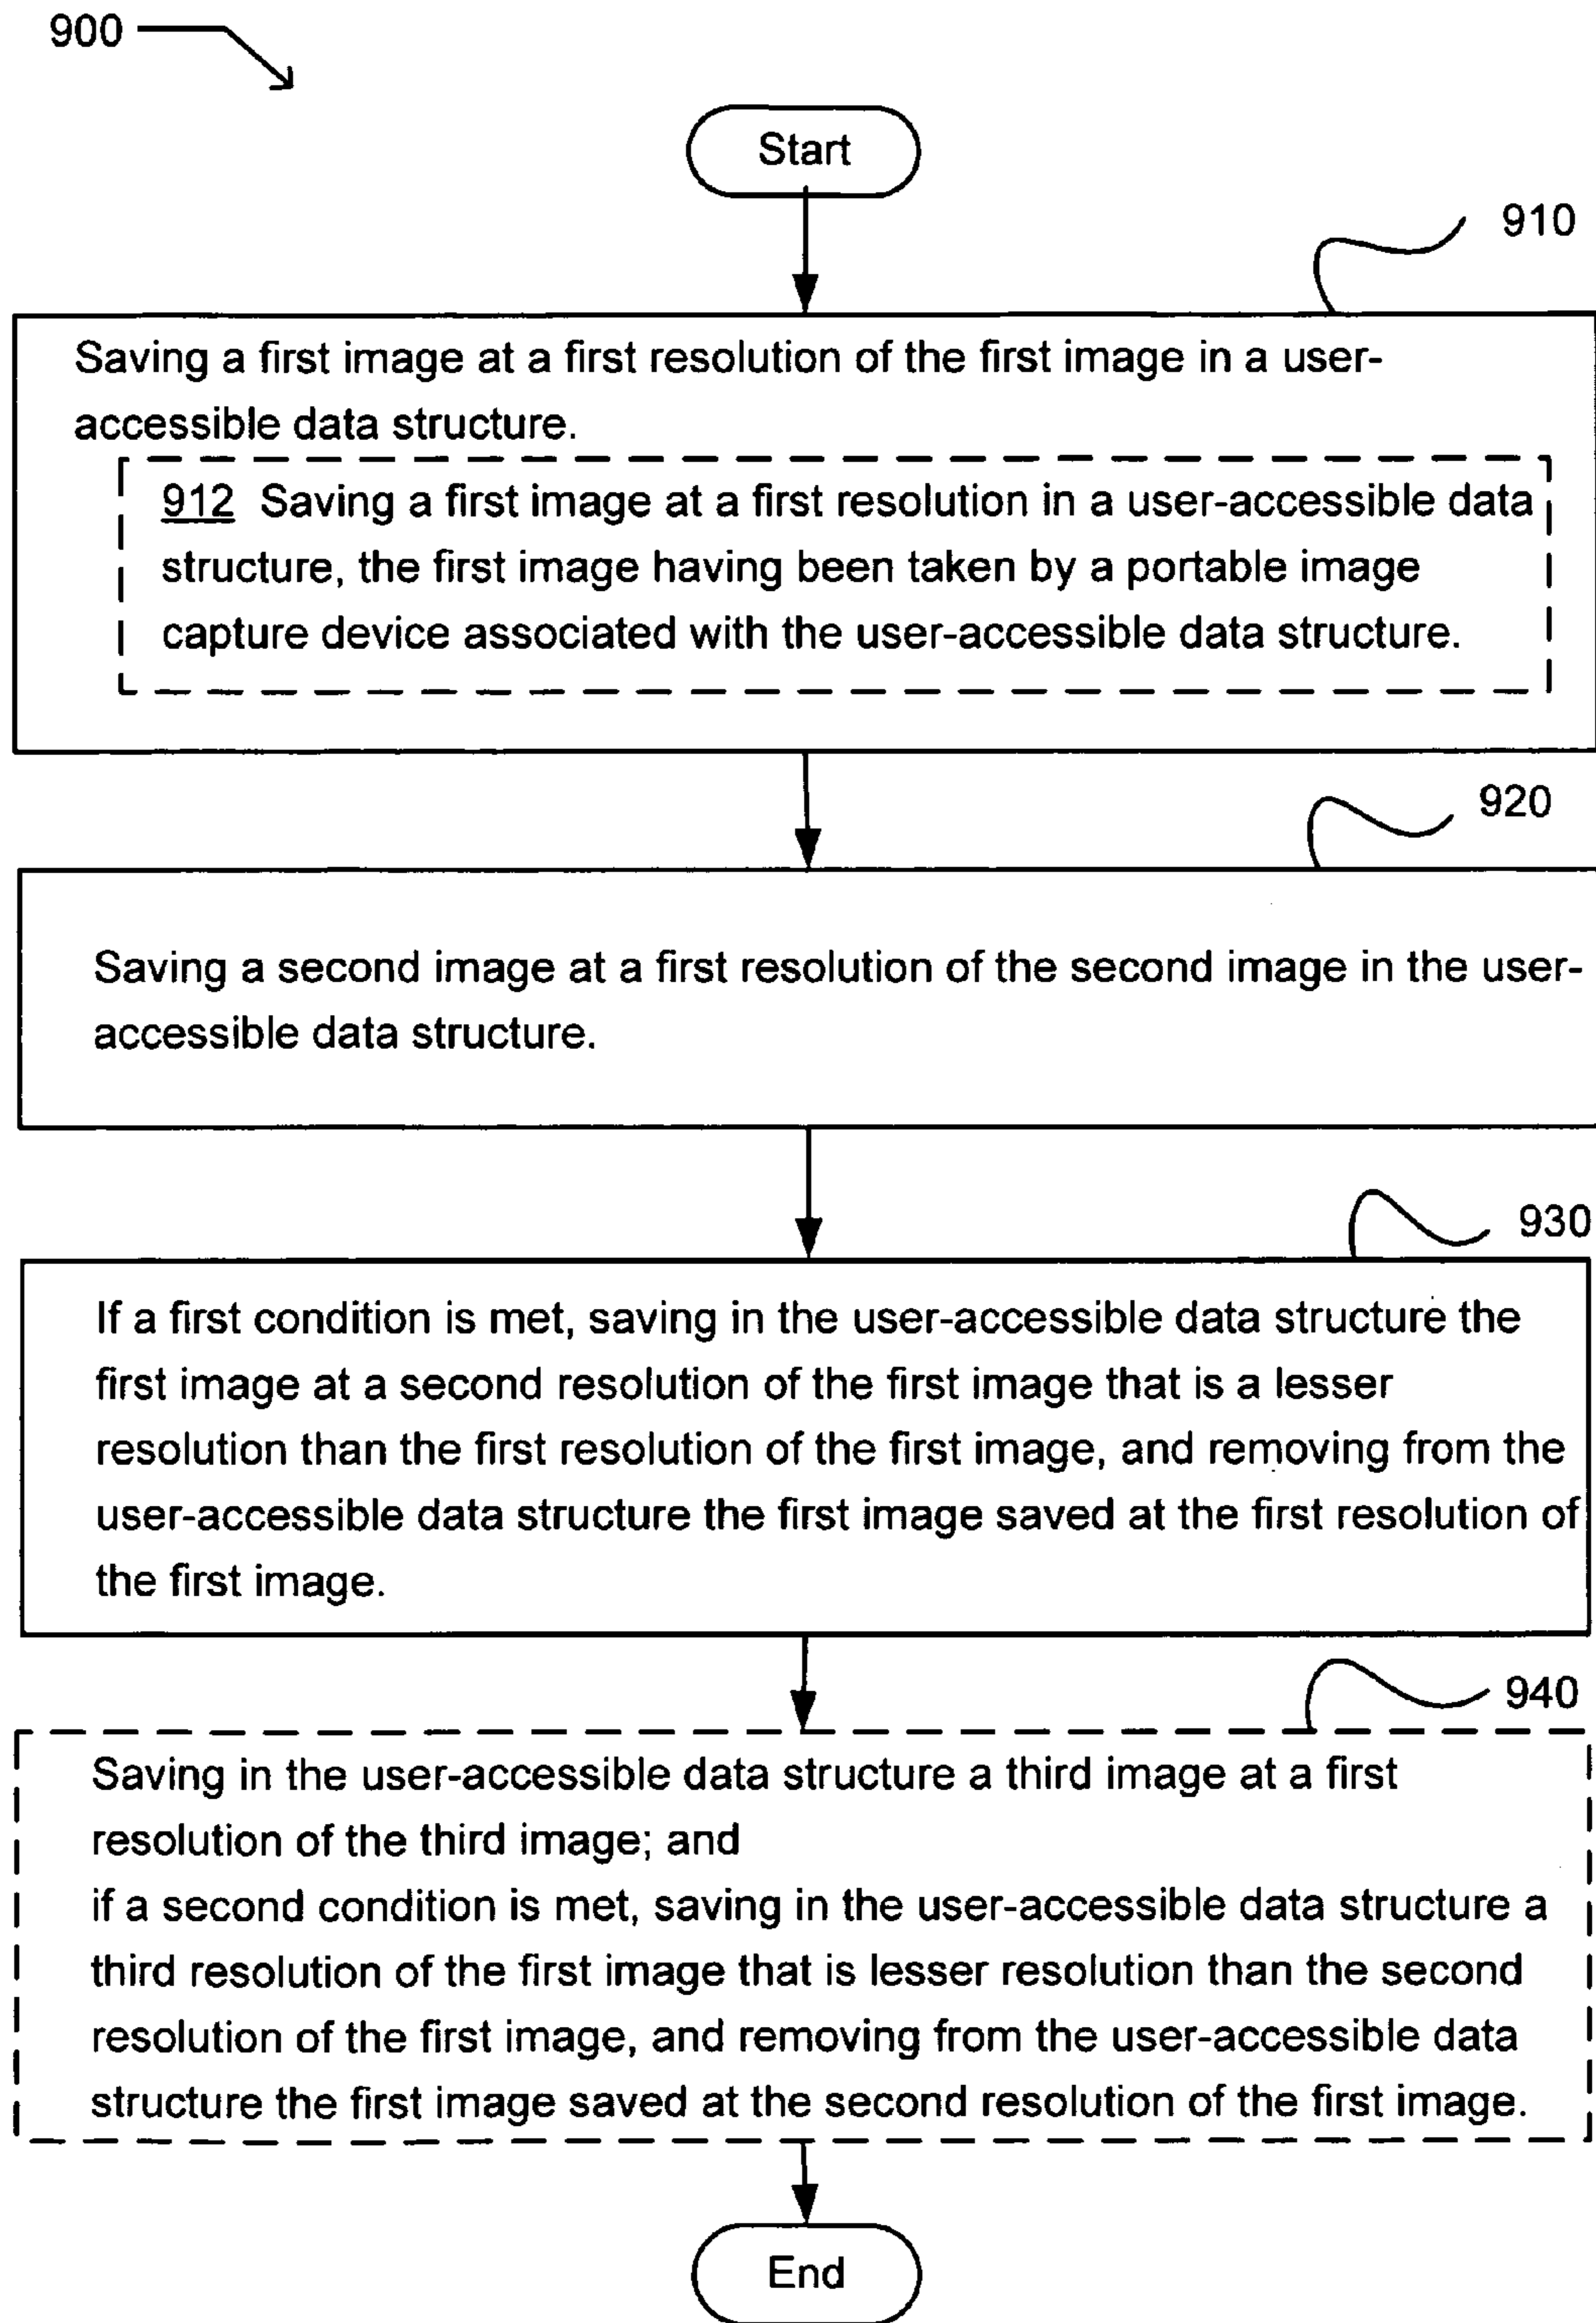 900
Start
910
Saving a first image at a first resolution of the first image in a user-
accessible data structure.
912 Saving a first image at a first resolution in a user-accessible data
structure, the first image having been taken by a portable image
capture device associated with the user-accessible data structure.
920
Saving a second image at a first resolution of the second image in the user-
accessible data structure.
930
If a first condition is met, saving in the user-accessible data structure the
first image at a second resolution of the first image that is a lesser
resolution than the first resolution of the first image, and removing from the
user-accessible data structure the first image saved at the first resolution of
the first image.
940
Saving in the user-accessible data structure a third image at a first
resolution of the third image; and
if a second condition is met, saving in the user-accessible data structure a
third resolution of the first image that is lesser resolution than the second
resolution of the first image, and removing from the user-accessible data
structure the first image saved at the second resolution of the first image.
End